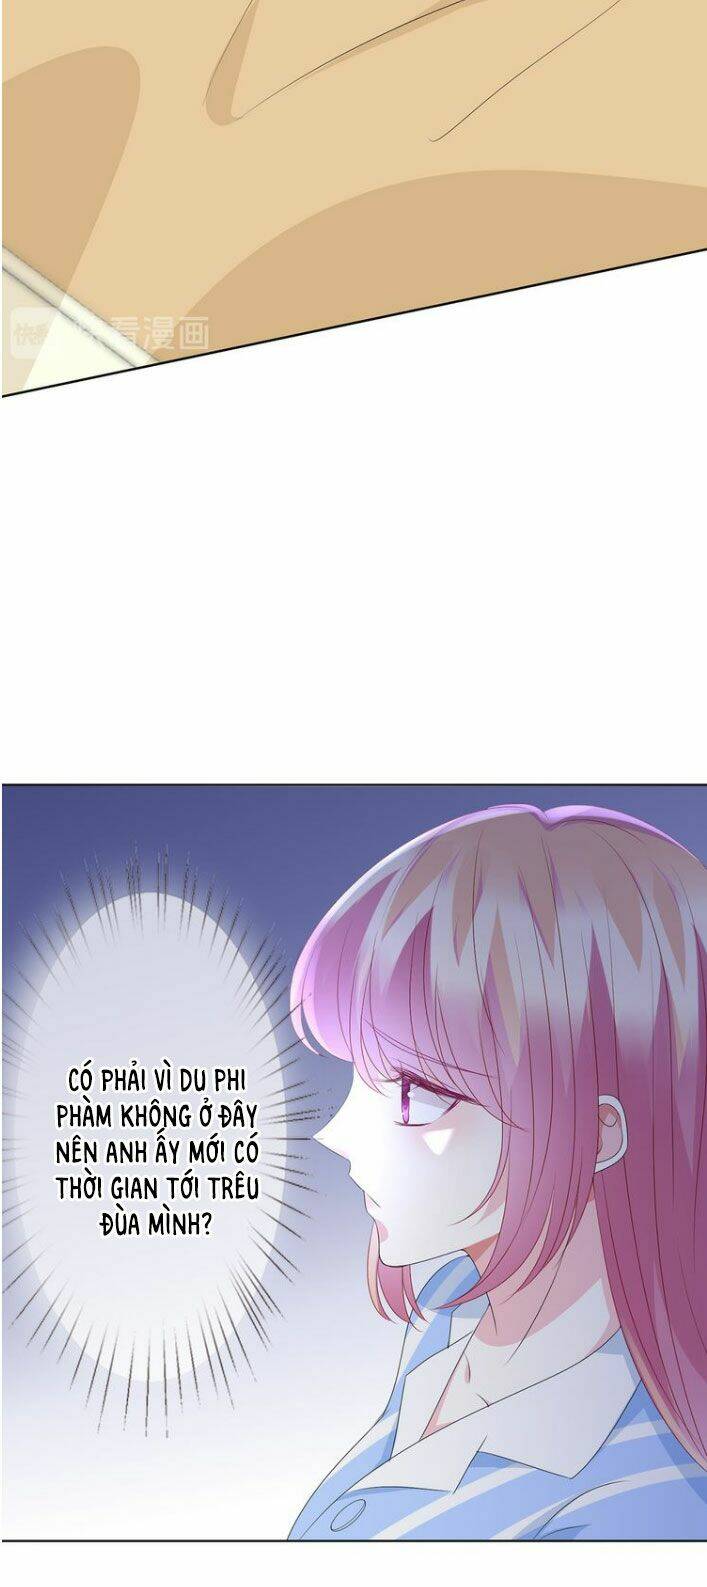 快看漫画
CÓ PHẢI VÌ DU PHI
PHÀM KHÔNG Ở ĐÂY
NÊN ANH ẤY MỚI CÓ
THỜI GIAN TỚI TRÊU
ĐÙA MÌNH?